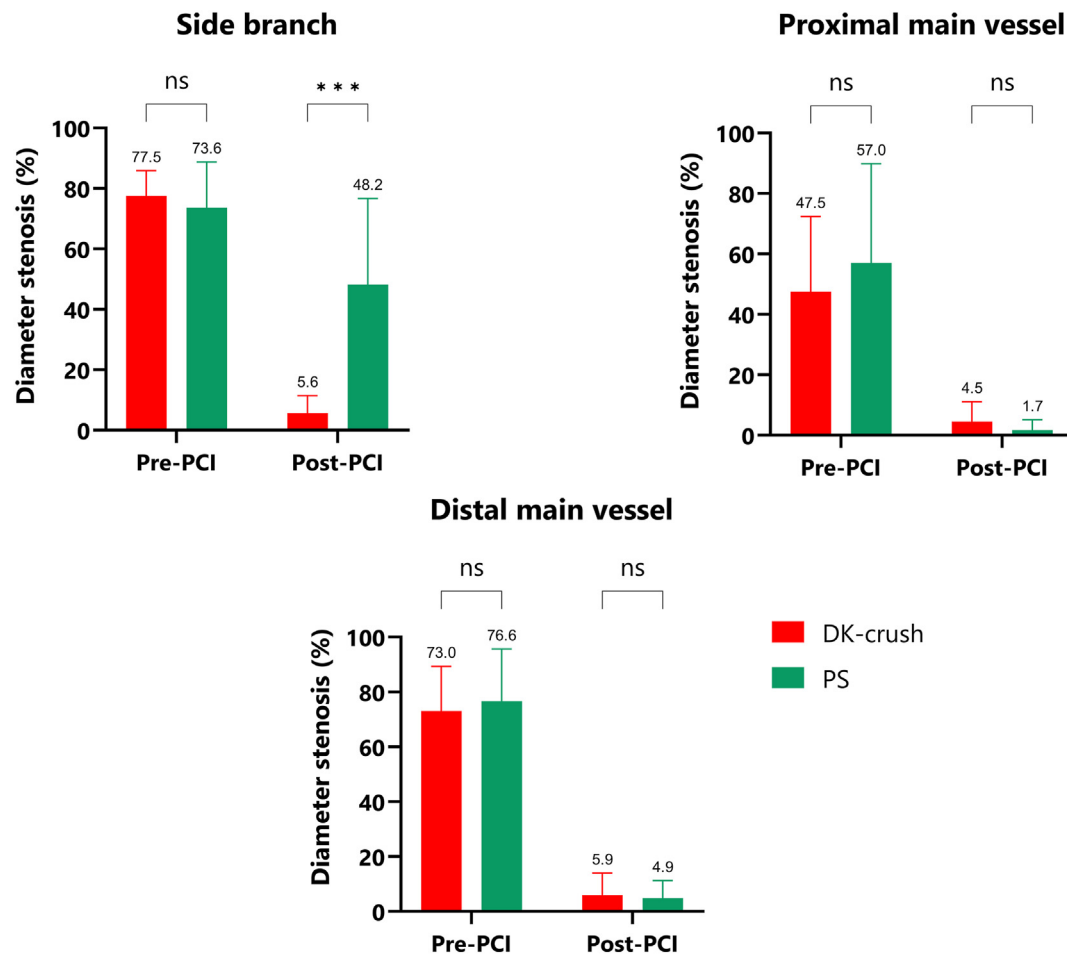 Side branch
ns
***
Diameter stenosis (%)
100
80
60
40
20
0
77.5
73.6
5.6
48.2
Pre-PCI
Post-PCI
Proximal main vessel
ns
ns
Diameter stenosis (%)
100
80
60
40
20
0
47.5
57.0
4.5
1.7
Pre-PCI
Post-PCI
Distal main vessel
ns
ns
Diameter stenosis (%)
100
80
60
40
20
0
73.0
76.6
5.9
4.9
Pre-PCI
Post-PCI
DK-crush
PS